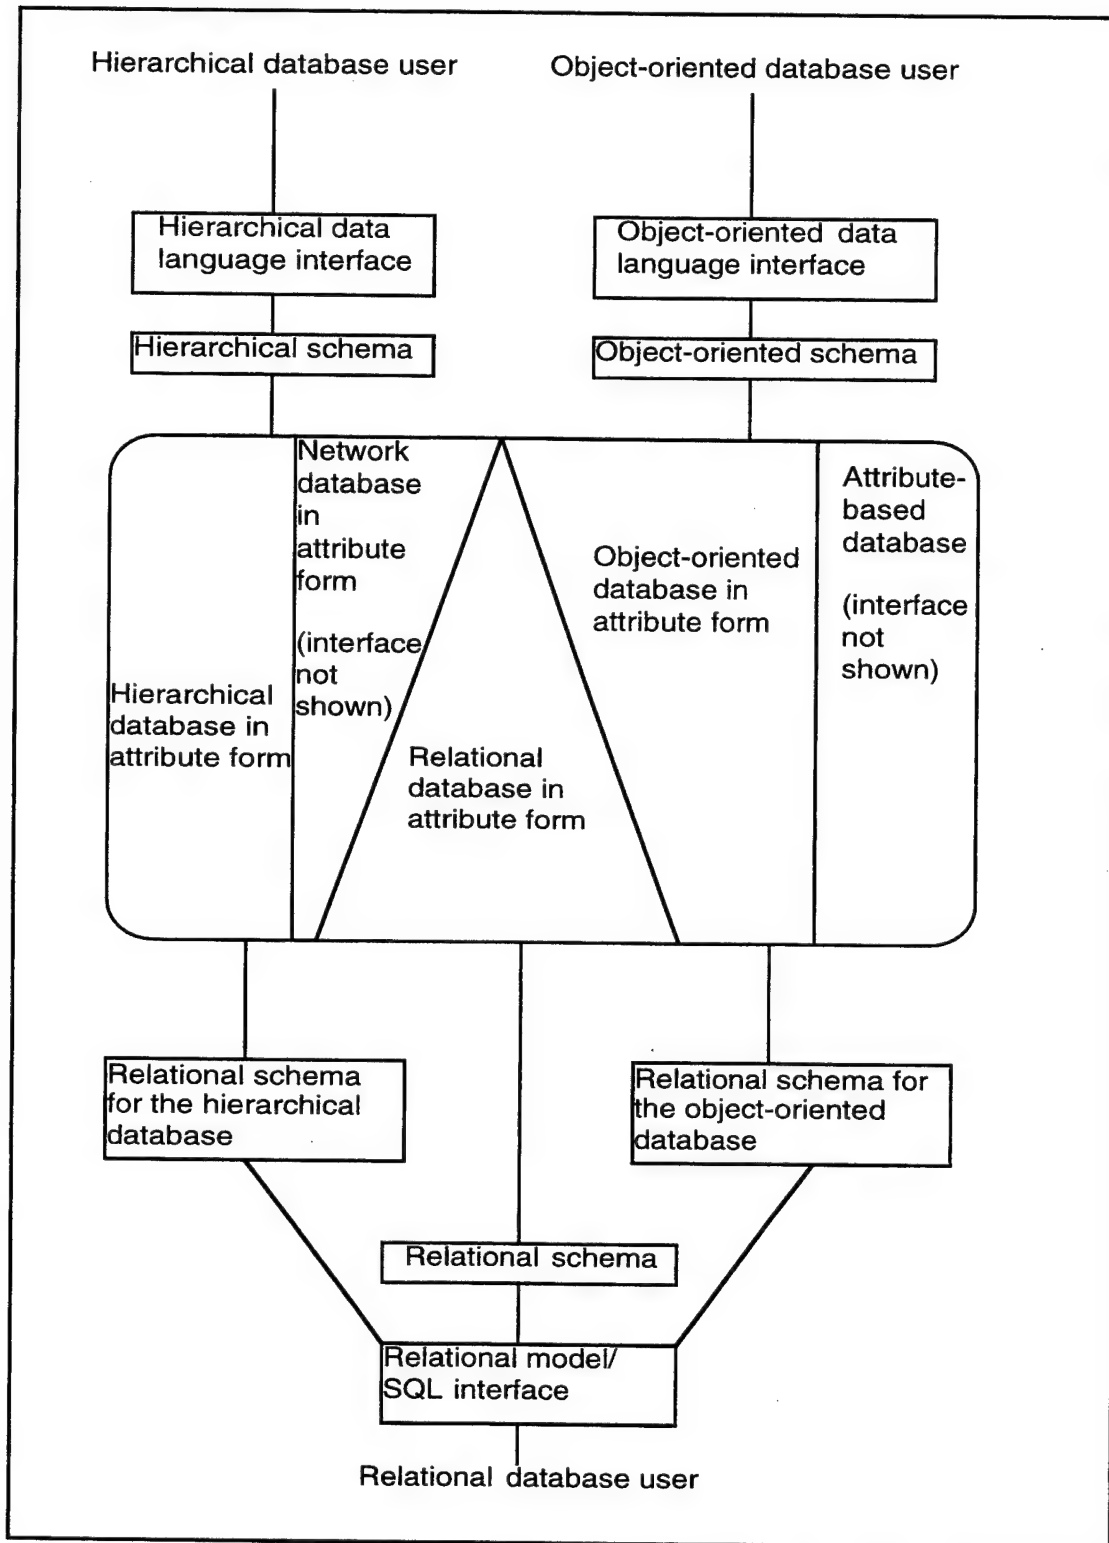 Hierarchical database user
Object-oriented database user
Hierarchical data
language interface
Object-oriented data
language interface
Hierarchical schema
Object-oriented schema
Network
database
in
attribute
form
(interface
not
shown)
Attribute-
based
database
(interface
not
shown)
Object-oriented
database in
attribute form
Hierarchical
database in
attribute form
Relational
database in
attribute form
Relational schema
for the hierarchical
database
Relational schema for
the object-oriented
database
Relational schema
Relational model/
SQL interface
Relational database user